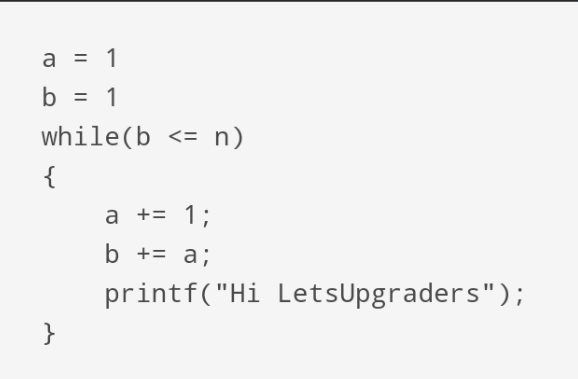 a = 1
b = 1
while(b <= n)
{
    a += 1;
    b += a;
    printf("Hi LetsUpgraders");
}